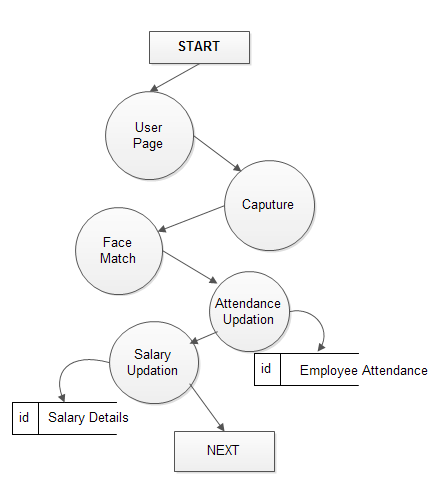 START
User
Page
Caputure
Face
Match
Attendance
Updation
Salary
Updation
id
Employee Attendance
id
Salary Details
NEXT